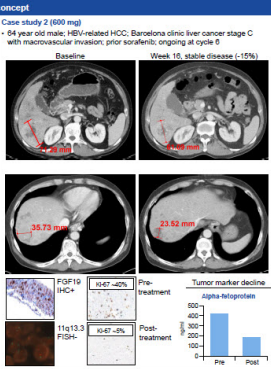 oncept
Case study 2 (600 mg)
• 64 year old male; HBV-related HCC; Barcelona clinic liver cancer stage C
with macrovascular invasion; prior sorafenib; ongoing at cycle 6
Baseline
Week 16, stable disease (-15%)
35.73 mm
23.52 mm
FGF19
IHC+
Ki-67 ~40%
Pre-
treatment
11q13.3
FISH-
Ki-67 ~5%
Post-
treatment
Tumor marker decline
Alpha-fetoprotein
ng/ml
500
400
300
200
100
0
Pre
Post